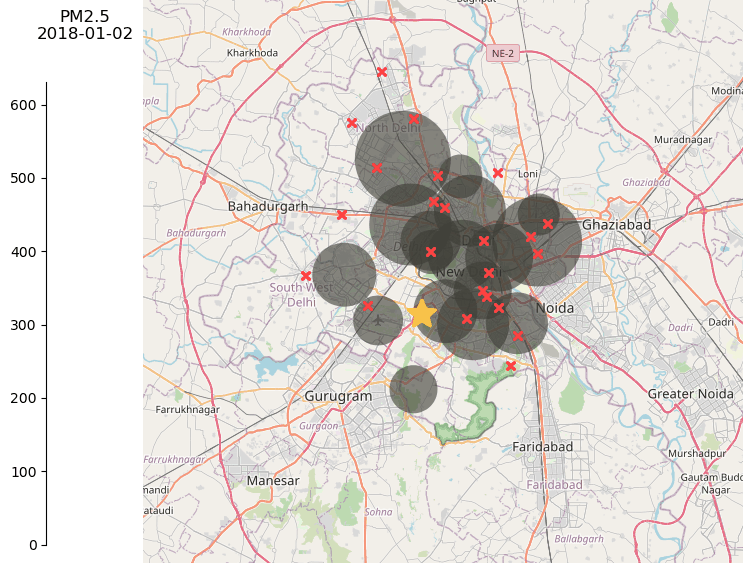 PM2.5
2018-01-02
600
500
400
300
200
100
0
Kharkhoda
Kharkhoda
NE-2
Modina
North Delhi
Muradnagar
Loni
Ghaziabad
Bahadurgarh
Ghaziabad
Bahadurgarh
New
South West
Delhi
Noida
Dadri
Dadri
Gurugram
Greater Noida
Farrukhnagar
Gurgaon
Faridabad
Murshadpur
Farrukhnagar
Manesar
Gautam Budd
Nagar
mandi
Faridabad
ataudi
Sohna
Ballabgarh